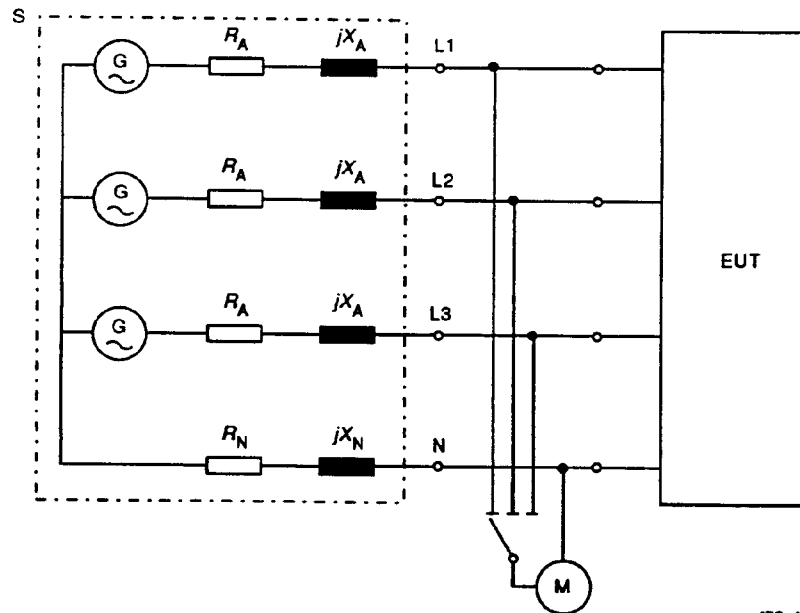 S
R_A jX_A L1
G
R_A jX_A L2
G
EUT
R_A jX_A L3
G
R_N jX_N N
M